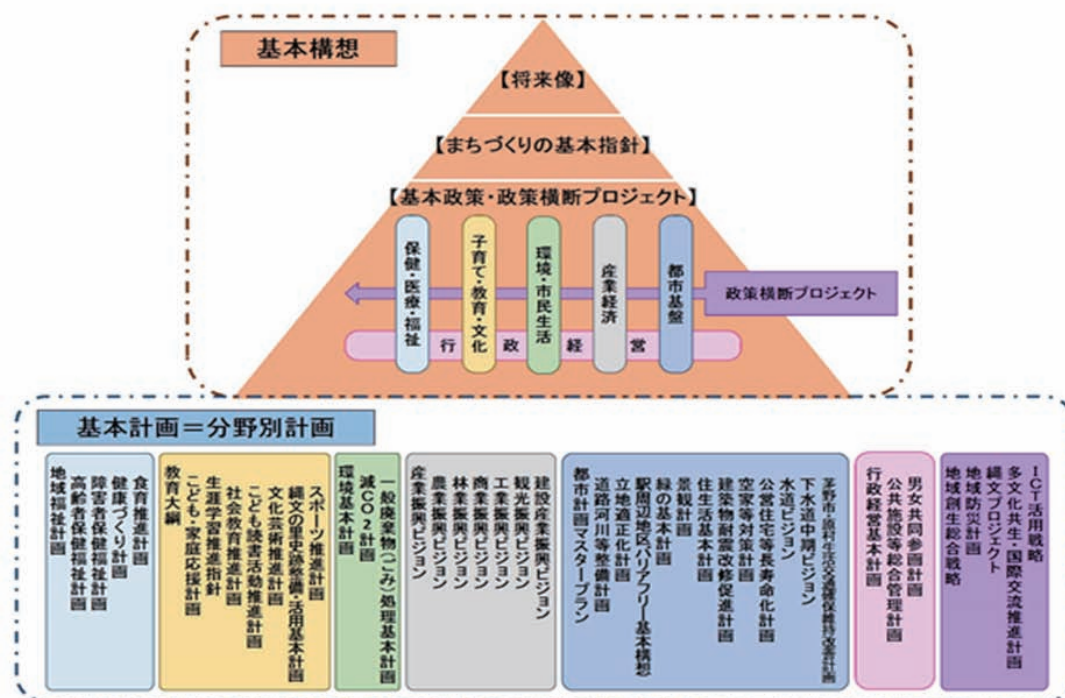 基本構想
【将来像】
【まちづくりの基本指針】
【基本政策・政策横断プロジェクト】
保健・医療・福祉
子育て・教育・文化
環境・市民生活
産業経済
都市基盤
政策横断プロジェクト
行政経営
基本計画=分野別計画
地域福祉計画
高齢者保健福祉計画
障害者保健福祉計画
健康づくり計画
食育推進計画
教育大綱
こども・家庭応援計画
生涯学習推進指針
社会教育推進計画
こども読書活動推進計画
文化芸術推進計画
縄文の里史跡整備・活用基本計画
スポーツ推進計画
環境基本計画
減CO2計画
一般廃棄物(ごみ)処理基本計画
産業振興ビジョン
農業振興ビジョン
林業振興ビジョン
商業振興ビジョン
工業振興ビジョン
観光振興ビジョン
建設産業振興ビジョン
都市計画マスタープラン
道路河川等整備計画
立地適正化計画
駅周辺地区バリアフリー基本構想
緑の基本計画
景観計画
住生活基本計画
建築物耐震改修促進計画
空家等対策計画
公営住宅等長寿命化計画
水道ビジョン
下水道中期ビジョン
茅野市・原村生活交通確保維持改善計画
行政経営基本計画
公共施設等総合管理計画
男女共同参画計画
地域創生総合戦略
地域防災計画
縄文プロジェクト
多文化共生・国際交流推進計画
ICT活用戦略